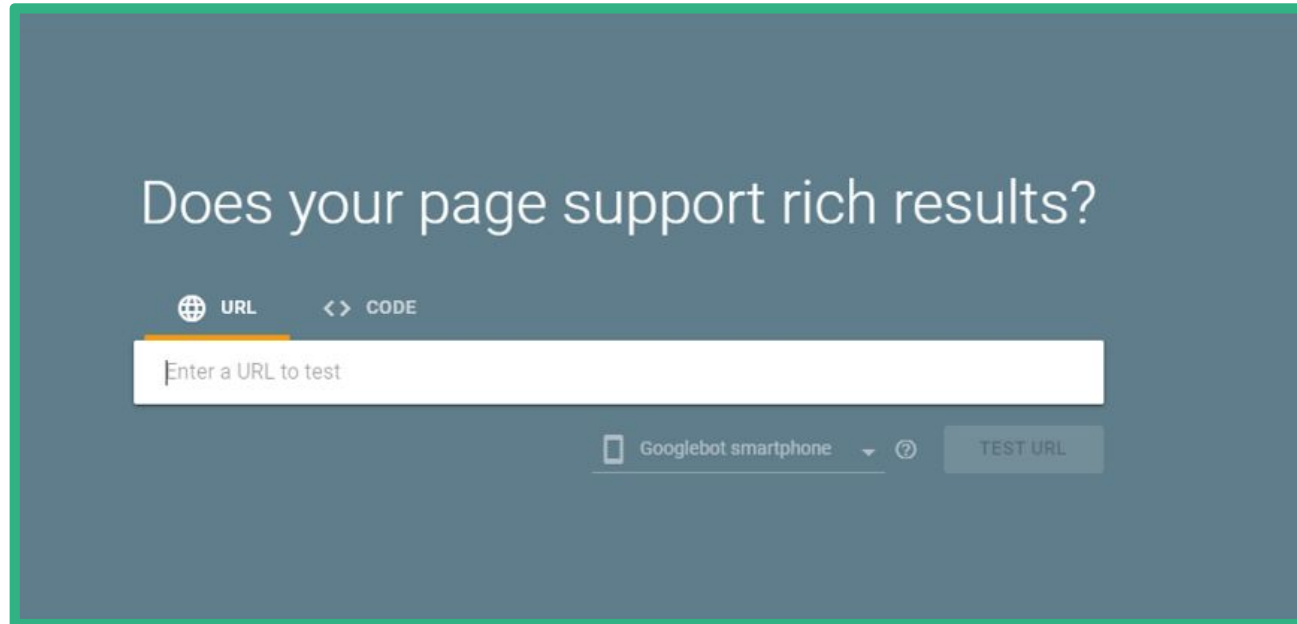 Does your page support rich results?
URL <> CODE
Enter a URL to test
Googlebot smartphone
TEST URL